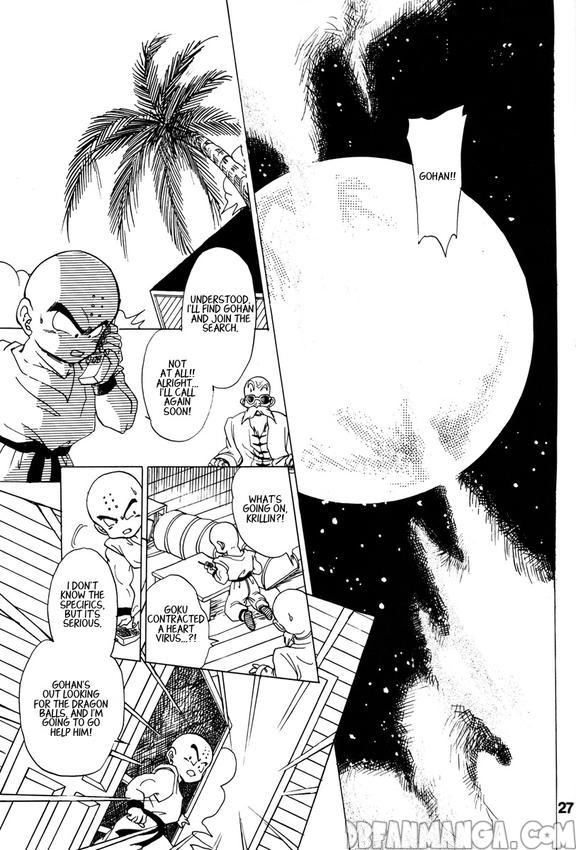 GOHAN!!
UNDERSTOOD.
I'LL FIND GOHAN
AND JOIN THE
SEARCH.
NOT
AT ALL!!
ALRIGHT...
I'LL CALL
AGAIN
SOON!
WHAT'S
GOING ON,
KRILLIN?!
GOKU
CONTRACTED
A HEART
VIRUS...?!
I DON'T
KNOW THE
SPECIFICS,
BUT IT'S
SERIOUS.
GOHAN'S
OUT LOOKING
FOR THE DRAGON
BALLS, AND I'M
GOING TO GO
HELP HIM!
27
DBFANMANGA.COM